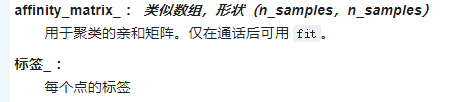 affinity_matrix_： 类似数组，形状（n_samples，n_samples）
用于聚类的亲和矩阵。仅在通话后可用 fit。
标签_：
每个点的标签